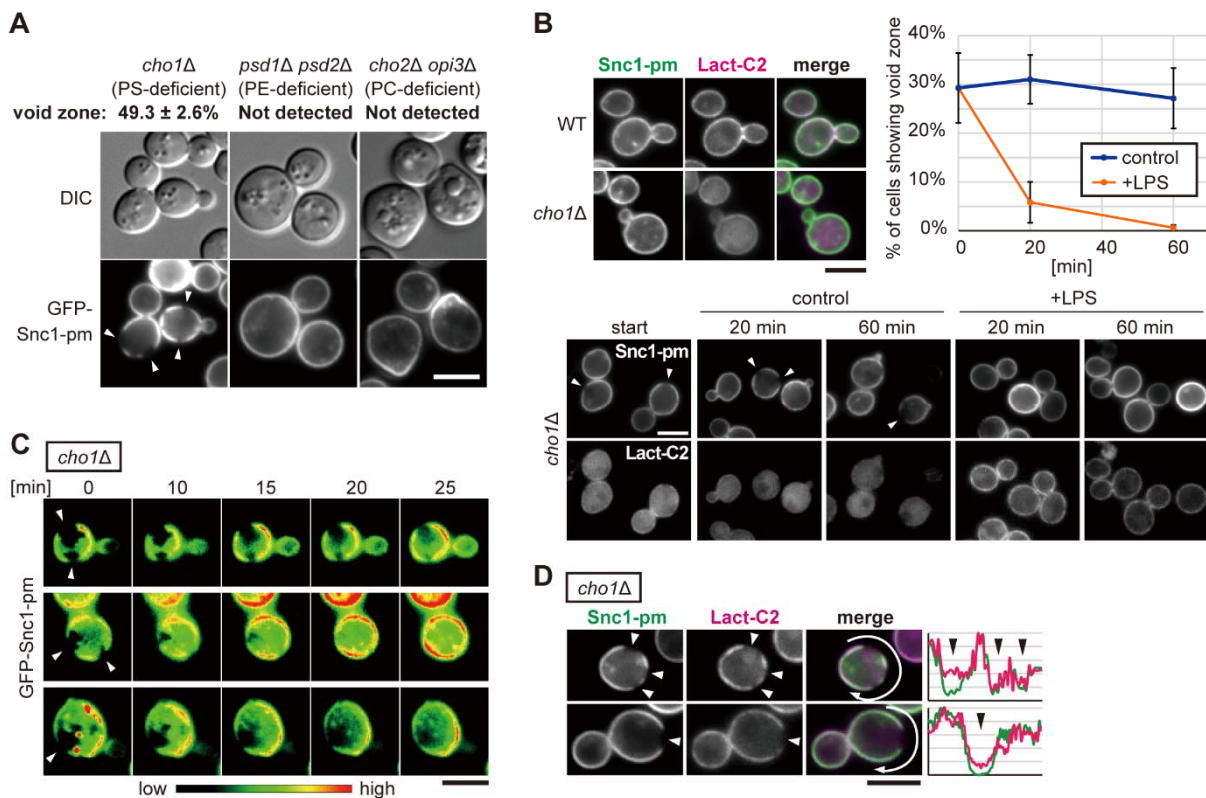 A
cho1Δ psd1Δ psd2Δ cho2Δ opi3Δ
(PS-deficient) (PE-deficient) (PC-deficient)
void zone: 49.3 ± 2.6% Not detected Not detected
DIC
GFP-
Snc1-pm
B
Snc1-pm Lact-C2 merge
WT
cho1Δ
% of cells showing void zone
40%
30%
20%
10%
0%
0 20 40 60
[min]
control
+LPS
control +LPS
start 20 min 60 min 20 min 60 min
cho1Δ
Snc1-pm
Lact-C2
C
cho1Δ
[min] 0 10 15 20 25
GFP-Snc1-pm
low high
D
cho1Δ
Snc1-pm Lact-C2 merge